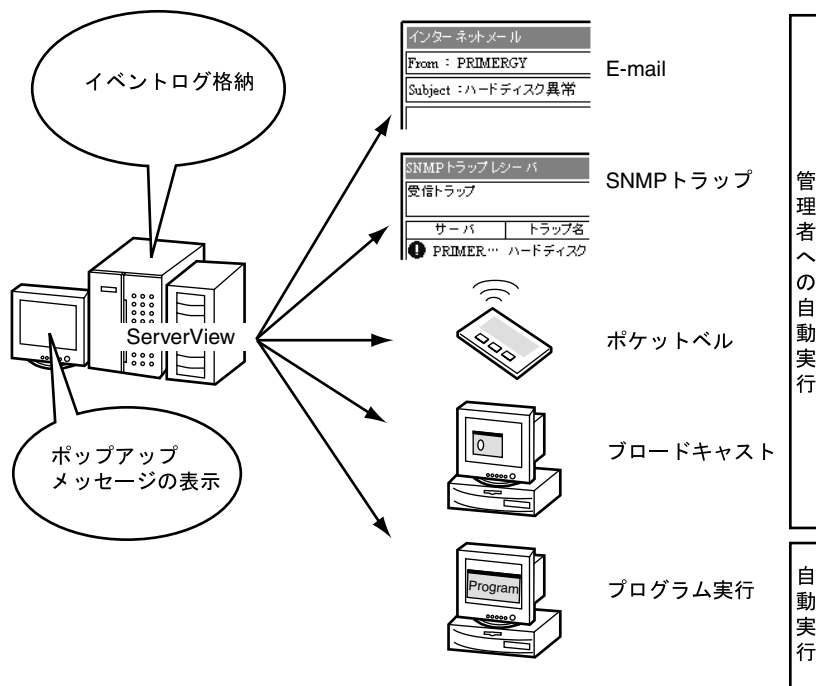 イベントログ格納
ServerView
ポップアップ
メッセージの表示
インターネットメール
From : PRIMERGY
Subject :ハードディスク異常
E-mail
SNMPトラップレシーバ
受信トラップ
サーバ トラップ名
PRIMER… ハードディスク
SNMPトラップ
ポケットベル
ブロードキャスト
Program
プログラム実行
管理者への自動実行
自動実行